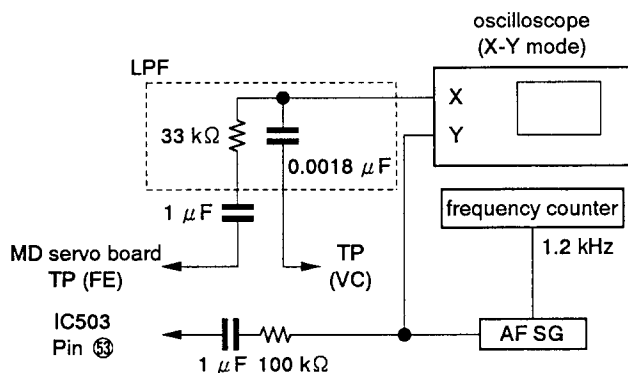 oscilloscope
(X-Y mode)
LPF
X
Y
33 kΩ
0.0018 μF
1 μF
frequency counter
1.2 kHz
MD servo board
TP (FE)
TP
(VC)
IC503
Pin 53
1 μF 100 kΩ
AF SG